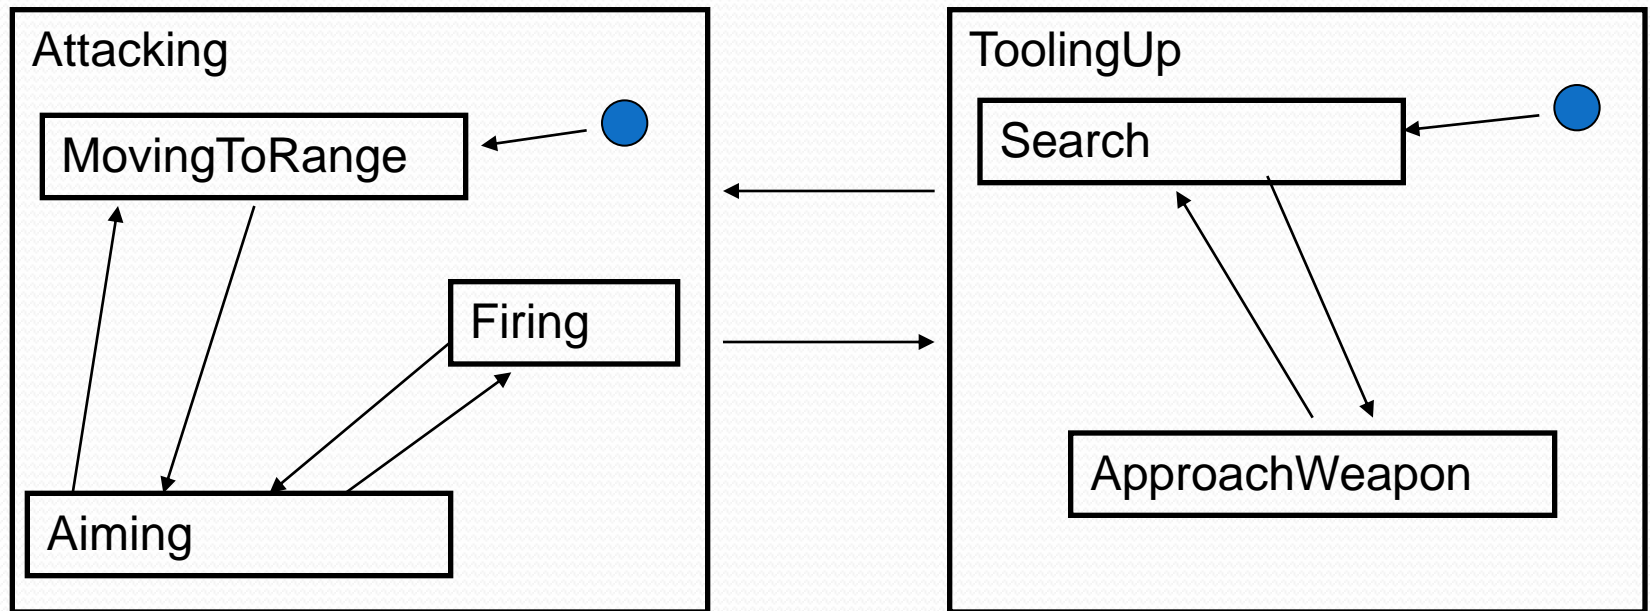 Attacking
MovingToRange
Firing
Aiming
ToolingUp
Search
ApproachWeapon